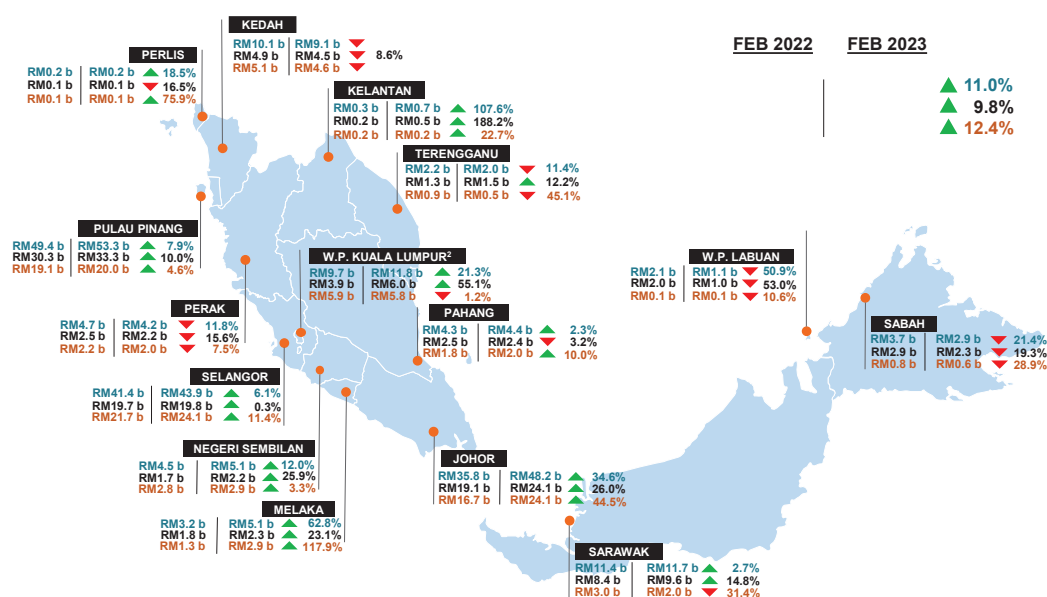 FEB 2022 FEB 2023
11.0%
9.8%
12.4%
KEDAH
RM10.1 b RM9.1 b
RM4.9 b RM4.5 b 8.6%
RM5.1 b RM4.6 b
PERLIS
RM0.2 b RM0.2 b 18.5%
RM0.1 b RM0.1 b 16.5%
RM0.1 b RM0.1 b 75.9%
KELANTAN
RM0.3 b RM0.7 b 107.6%
RM0.2 b RM0.5 b 188.2%
RM0.2 b RM0.2 b 22.7%
TERENGGANU
RM2.2 b RM2.0 b 11.4%
RM1.3 b RM1.5 b 12.2%
RM0.9 b RM0.5 b 45.1%
PULAU PINANG
RM49.4 b RM53.3 b 7.9%
RM30.3 b RM33.3 b 10.0%
RM19.1 b RM20.0 b 4.6%
W.P. KUALA LUMPUR²
RM9.7 b RM11.8 b 21.3%
RM3.9 b RM6.0 b 55.1%
RM5.9 b RM5.8 b 1.2%
W.P. LABUAN
RM2.1 b RM1.1 b 50.9%
RM2.0 b RM1.0 b 53.0%
RM0.1 b RM0.1 b 10.6%
PERAK
RM4.7 b RM4.2 b 11.8%
RM2.5 b RM2.2 b 15.6%
RM2.2 b RM2.0 b 7.5%
PAHANG
RM4.3 b RM4.4 b 2.3%
RM2.5 b RM2.4 b 3.2%
RM1.8 b RM2.0 b 10.0%
SABAH
RM3.7 b RM2.9 b 21.4%
RM2.9 b RM2.3 b 19.3%
RM0.8 b RM0.6 b 28.9%
SELANGOR
RM41.4 b RM43.9 b 6.1%
RM19.7 b RM19.8 b 0.3%
RM21.7 b RM24.1 b 11.4%
NEGERI SEMBILAN
RM4.5 b RM5.1 b 12.0%
RM1.7 b RM2.2 b 25.9%
RM2.8 b RM2.9 b 3.3%
JOHOR
RM35.8 b RM48.2 b 34.6%
RM19.1 b RM24.1 b 26.0%
RM16.7 b RM24.1 b 44.5%
MELAKA
RM3.2 b RM5.1 b 62.8%
RM1.8 b RM2.3 b 23.1%
RM1.3 b RM2.9 b 117.9%
SARAWAK
RM11.4 b RM11.7 b 2.7%
RM8.4 b RM9.6 b 14.8%
RM3.0 b RM2.0 b 31.4%